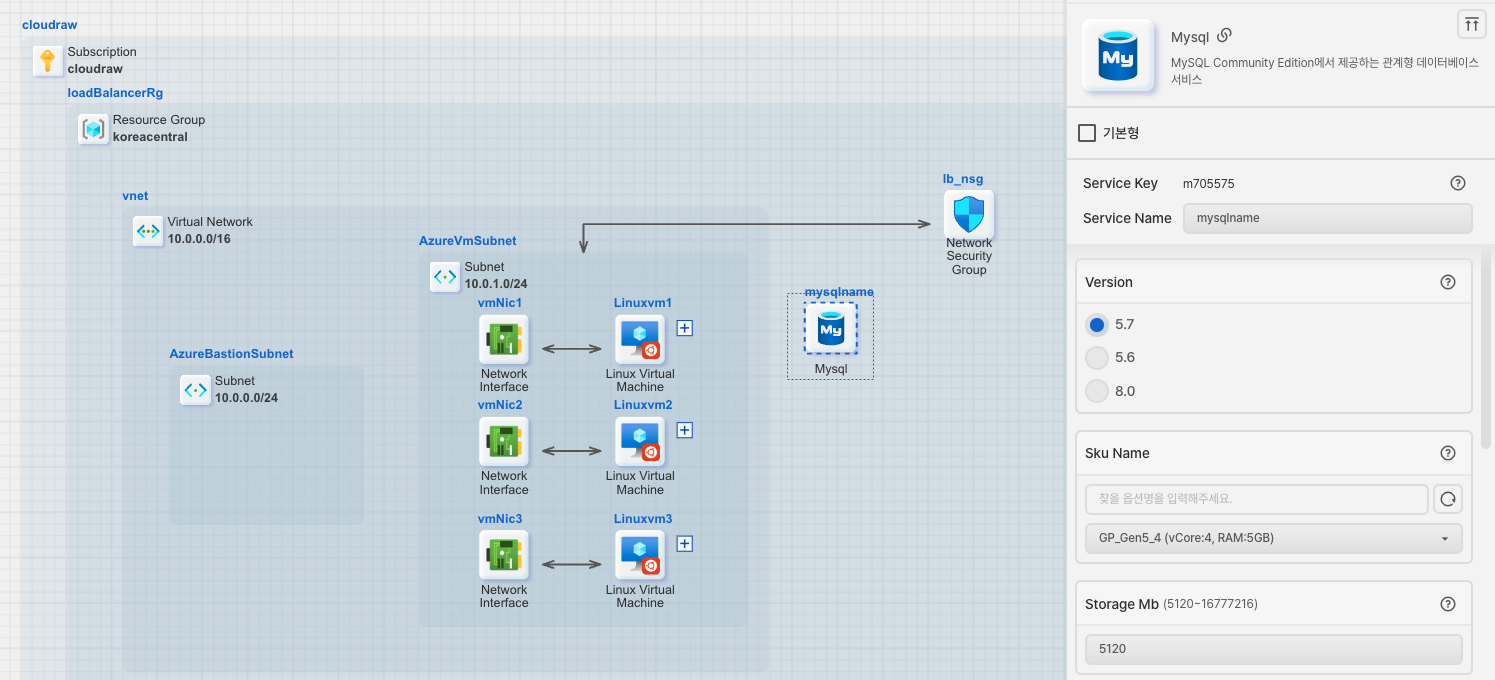 cloudraw
Subscription
cloudraw
loadBalancerRg
Resource Group
koreacentral
vnet
Virtual Network
10.0.0.0/16
AzureBastionSubnet
Subnet
10.0.0.0/24
AzureVmSubnet
Subnet
10.0.1.0/24
vmNic1
Network
Interface
Linuxvm1
Linux Virtual
Machine
vmNic2
Network
Interface
Linuxvm2
Linux Virtual
Machine
vmNic3
Network
Interface
Linuxvm3
Linux Virtual
Machine
lb_nsg
Network
Security
Group
mysqlname
My
Mysql
My
Mysql
MySQL Community Edition에서 제공하는 관계형 데이터베이스
서비스
기본형
Service Key m705575
Service Name mysqlname
Version
5.7
5.6
8.0
Sku Name
찾을 옵션명을 입력해주세요.
GP_Gen5_4 (vCore:4, RAM:5GB)
Storage Mb (5120~16777216)
5120